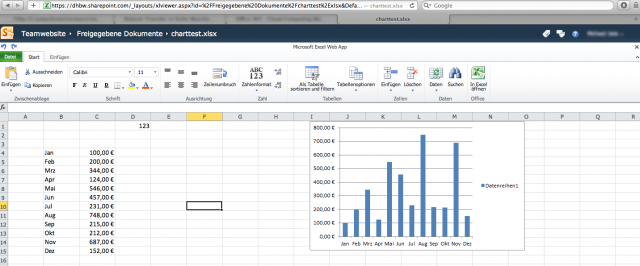 https://dhbw.sharepoint.com/_layouts/xlviewer.aspx?id=%2FFreigegebene%20Dokumente%2Fcharttest%2Exlsx&Defa...
charttest.xlsx
Teamwebsite ▸ Freigegebene Dokumente ▸ charttest.xlsx
Microsoft Excel Web App
Datei Start Einfügen
Einfügen Ausschneiden Kopieren
Calibri 11
Zeilenumbruch
ABC 123 Zahlenformat
Als Tabelle sortieren und filtern Tabellenoptionen
Einfügen Löschen
Daten Suchen
In Excel öffnen
Zwischenablage Schrift Ausrichtung Zahl Tabellen Zellen Daten Office
fx
A B C D E F G H I J K L M N O P Q R
1 123
3
4 Jan 100,00 €
5 Feb 200,00 €
6 Mrz 344,00 €
7 Apr 124,00 €
8 Mai 546,00 €
9 Jun 457,00 €
10 Jul 231,00 €
11 Aug 748,00 €
12 Sep 215,00 €
13 Okt 212,00 €
14 Nov 687,00 €
15 Dez 152,00 €
800,00 €
700,00 €
600,00 €
500,00 €
400,00 €
300,00 €
200,00 €
100,00 €
0,00 €
Jan Feb Mrz Apr Mai Jun Jul Aug Sep Okt Nov Dez
Datenreihen1